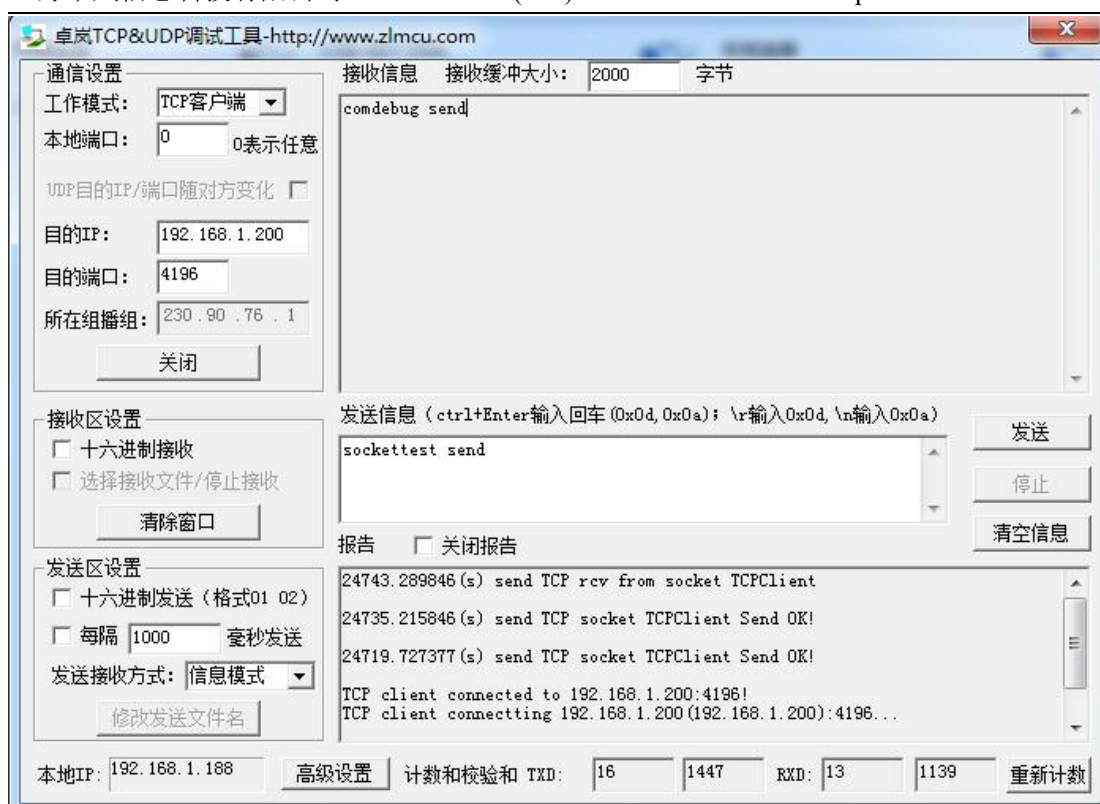 卓岚TCP&UDP调试工具-http://www.zlmcu.com
通信设置
工作模式: TCP客户端
本地端口: 0 0表示任意
UDP目的IP/端口随对方变化
目的IP: 192.168.1.200
目的端口: 4196
所在组播组: 230 .90 .76 . 1
关闭
接收区设置
十六进制接收
选择接收文件/停止接收
清除窗口
发送区设置
十六进制发送（格式01 02）
每隔 1000 毫秒发送
发送接收方式: 信息模式
修改发送文件名
接收信息 接收缓冲大小: 2000 字节
comdebug send
发送信息（ctrl+Enter输入回车(0x0d,0x0a); \r输入0x0d,\n输入0x0a）
sockettest send
发送
停止
清空信息
报告 关闭报告
24743.289846(s) send TCP rcv from socket TCPClient
24735.215846(s) send TCP socket TCPClient Send OK!
24719.727377(s) send TCP socket TCPClient Send OK!
TCP client connected to 192.168.1.200:4196!
TCP client connectting 192.168.1.200(192.168.1.200):4196...
本地IP: 192.168.1.188 高级设置 计数和校验和 TXD: 16 1447 RXD: 13 1139 重新计数